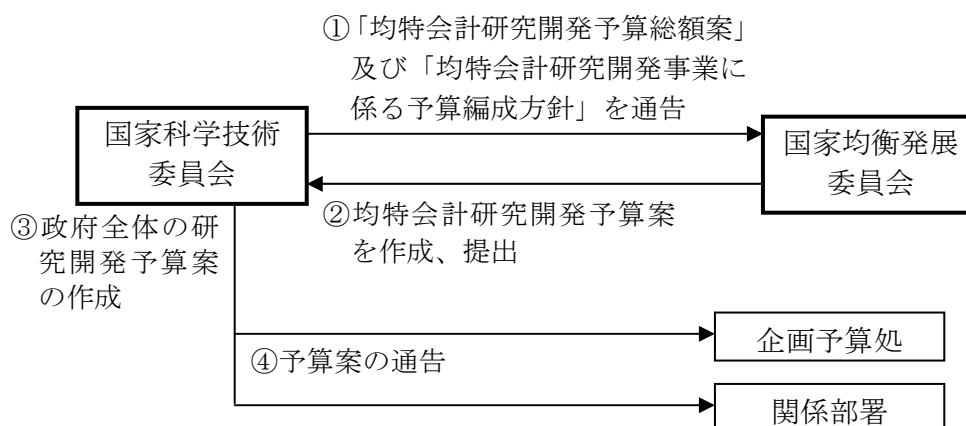 ①「均特会計研究開発予算総額案」
及び「均特会計研究開発事業に
係る予算編成方針」を通告
国家科学技術
委員会
国家均衡発展
委員会
②均特会計研究開発予算案
を作成、提出
③政府全体の研
究開発予算案
の作成
企画予算処
④予算案の通告
関係部署